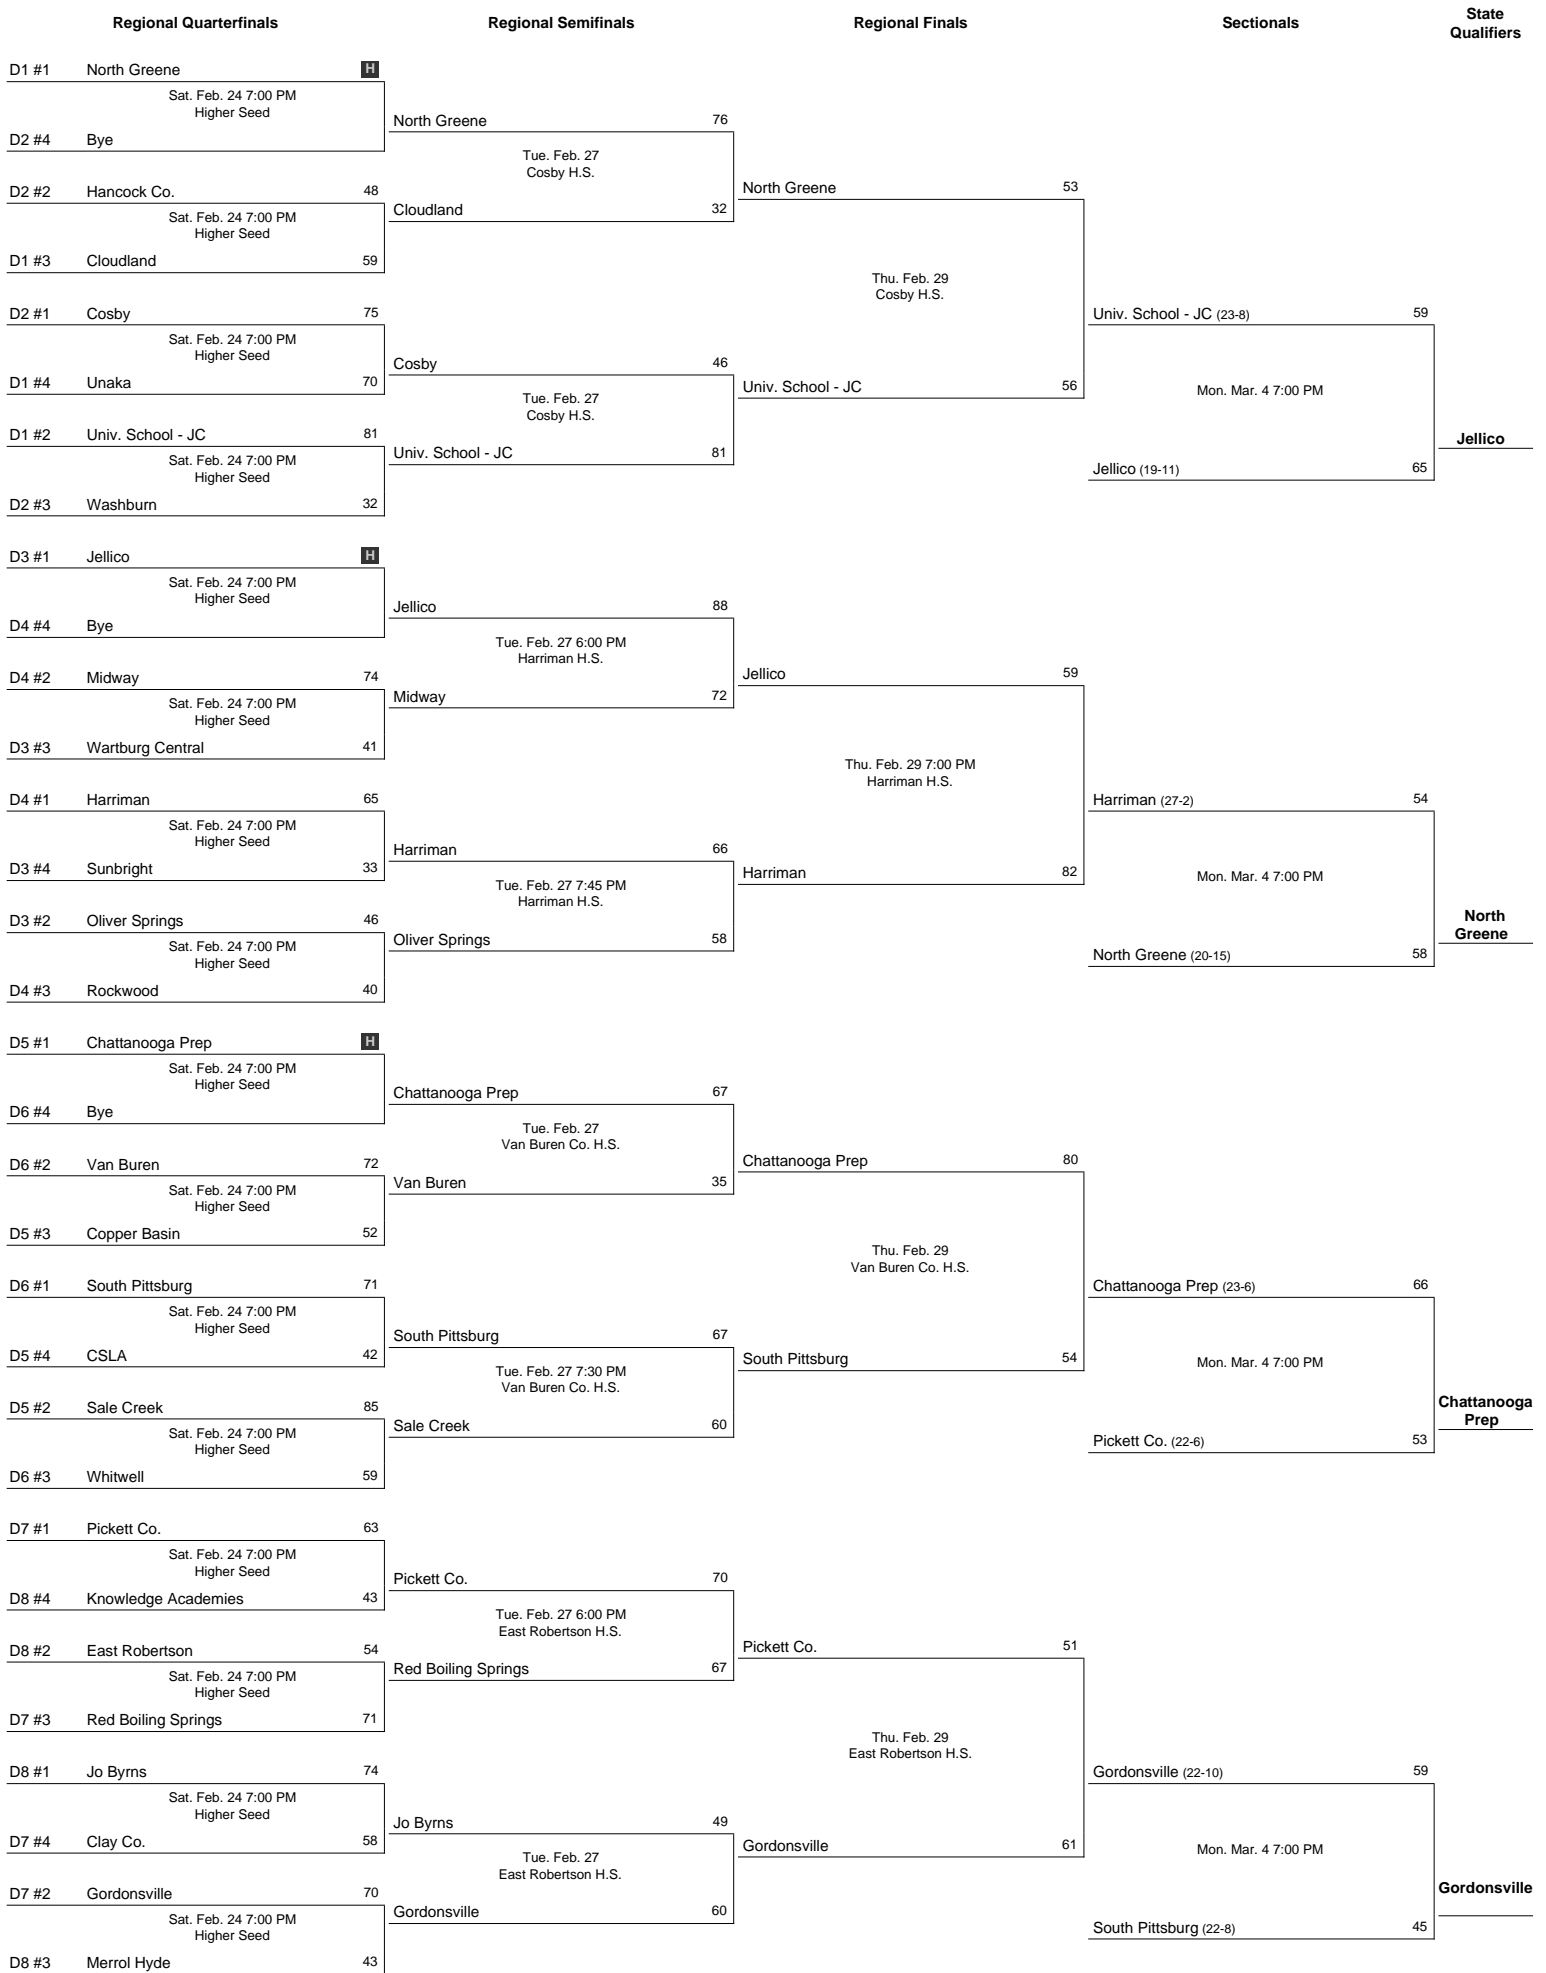 Regional Quarterfinals
Regional Semifinals
Regional Finals
Sectionals
State
Qualifiers
D1 #1 North Greene H
Sat. Feb. 24 7:00 PM
Higher Seed
D2 #4 Bye
D2 #2 Hancock Co. 48
Sat. Feb. 24 7:00 PM
Higher Seed
D1 #3 Cloudland 59
D2 #1 Cosby 75
Sat. Feb. 24 7:00 PM
Higher Seed
D1 #4 Unaka 70
D1 #2 Univ. School - JC 81
Sat. Feb. 24 7:00 PM
Higher Seed
D2 #3 Washburn 32
D3 #1 Jellico H
Sat. Feb. 24 7:00 PM
Higher Seed
D4 #4 Bye
D4 #2 Midway 74
Sat. Feb. 24 7:00 PM
Higher Seed
D3 #3 Wartburg Central 41
D4 #1 Harriman 65
Sat. Feb. 24 7:00 PM
Higher Seed
D3 #4 Sunbright 33
D3 #2 Oliver Springs 46
Sat. Feb. 24 7:00 PM
Higher Seed
D4 #3 Rockwood 40
D5 #1 Chattanooga Prep H
Sat. Feb. 24 7:00 PM
Higher Seed
D6 #4 Bye
D6 #2 Van Buren 72
Sat. Feb. 24 7:00 PM
Higher Seed
D5 #3 Copper Basin 52
D6 #1 South Pittsburg 71
Sat. Feb. 24 7:00 PM
Higher Seed
D5 #4 CSLA 42
D5 #2 Sale Creek 85
Sat. Feb. 24 7:00 PM
Higher Seed
D6 #3 Whitwell 59
D7 #1 Pickett Co. 63
Sat. Feb. 24 7:00 PM
Higher Seed
D8 #4 Knowledge Academies 43
D8 #2 East Robertson 54
Sat. Feb. 24 7:00 PM
Higher Seed
D7 #3 Red Boiling Springs 71
D8 #1 Jo Byrns 74
Sat. Feb. 24 7:00 PM
Higher Seed
D7 #4 Clay Co. 58
D7 #2 Gordonsville 70
Sat. Feb. 24 7:00 PM
Higher Seed
D8 #3 Merrol Hyde 43
North Greene 76
Tue. Feb. 27
Cosby H.S.
Cloudland 32
Cosby 46
Tue. Feb. 27
Cosby H.S.
Univ. School - JC 81
Jellico 88
Tue. Feb. 27 6:00 PM
Harriman H.S.
Midway 72
Harriman 66
Tue. Feb. 27 7:45 PM
Harriman H.S.
Oliver Springs 58
Chattanooga Prep 67
Tue. Feb. 27
Van Buren Co. H.S.
Van Buren 35
South Pittsburg 67
Tue. Feb. 27 7:30 PM
Van Buren Co. H.S.
Sale Creek 60
Pickett Co. 70
Tue. Feb. 27 6:00 PM
East Robertson H.S.
Red Boiling Springs 67
Jo Byrns 49
Tue. Feb. 27
East Robertson H.S.
Gordonsville 60
North Greene 53
Thu. Feb. 29
Cosby H.S.
Univ. School - JC 56
Jellico 59
Thu. Feb. 29 7:00 PM
Harriman H.S.
Harriman 82
Chattanooga Prep 80
Thu. Feb. 29
Van Buren Co. H.S.
South Pittsburg 54
Pickett Co. 51
Thu. Feb. 29
East Robertson H.S.
Gordonsville 61
Univ. School - JC (23-8) 59
Mon. Mar. 4 7:00 PM
Jellico (19-11) 65
Harriman (27-2) 54
Mon. Mar. 4 7:00 PM
North Greene (20-15) 58
Chattanooga Prep (23-6) 66
Mon. Mar. 4 7:00 PM
Pickett Co. (22-6) 53
Gordonsville (22-10) 59
Mon. Mar. 4 7:00 PM
South Pittsburg (22-8) 45
Jellico
North
Greene
Chattanooga
Prep
Gordonsville